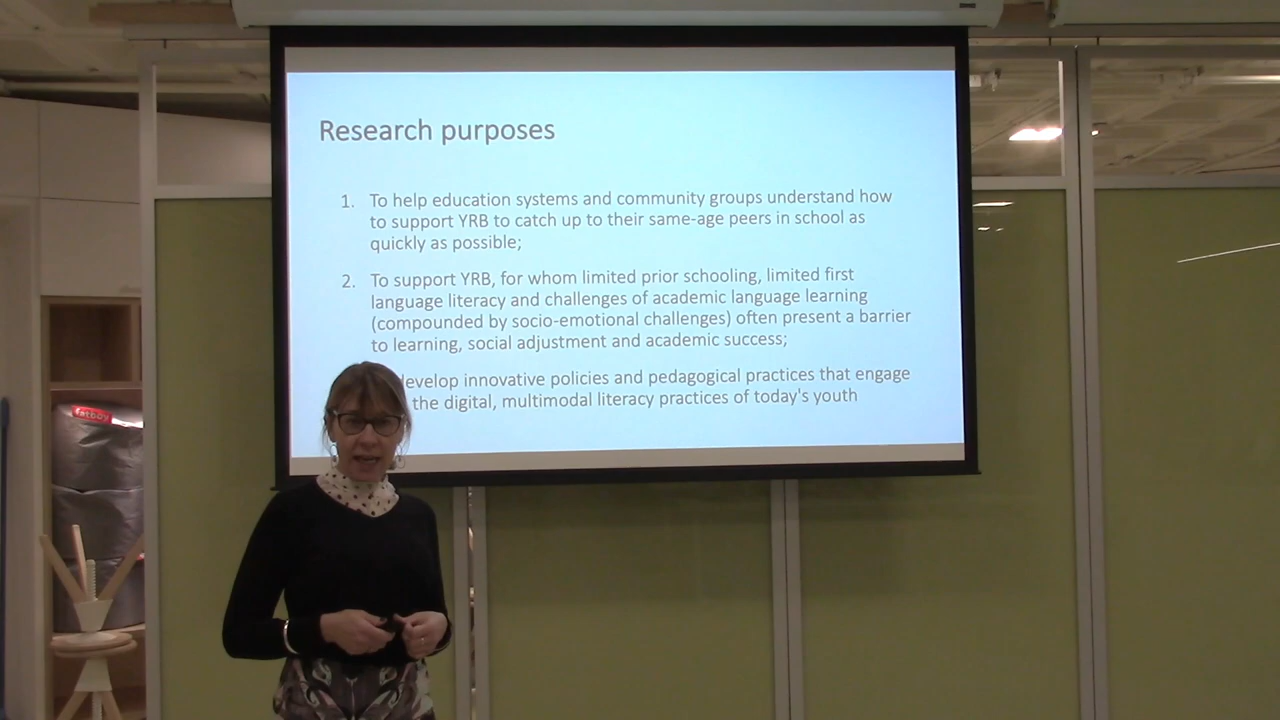 Research purposes
1. To help education systems and community groups understand how
to support YRB to catch up to their same-age peers in school as
quickly as possible;
2. To support YRB, for whom limited prior schooling, limited first
language literacy and challenges of academic language learning
(compounded by socio-emotional challenges) often present a barrier
to learning, social adjustment and academic success;
develop innovative policies and pedagogical practices that engage
the digital, multimodal literacy practices of today's youth
fatboy